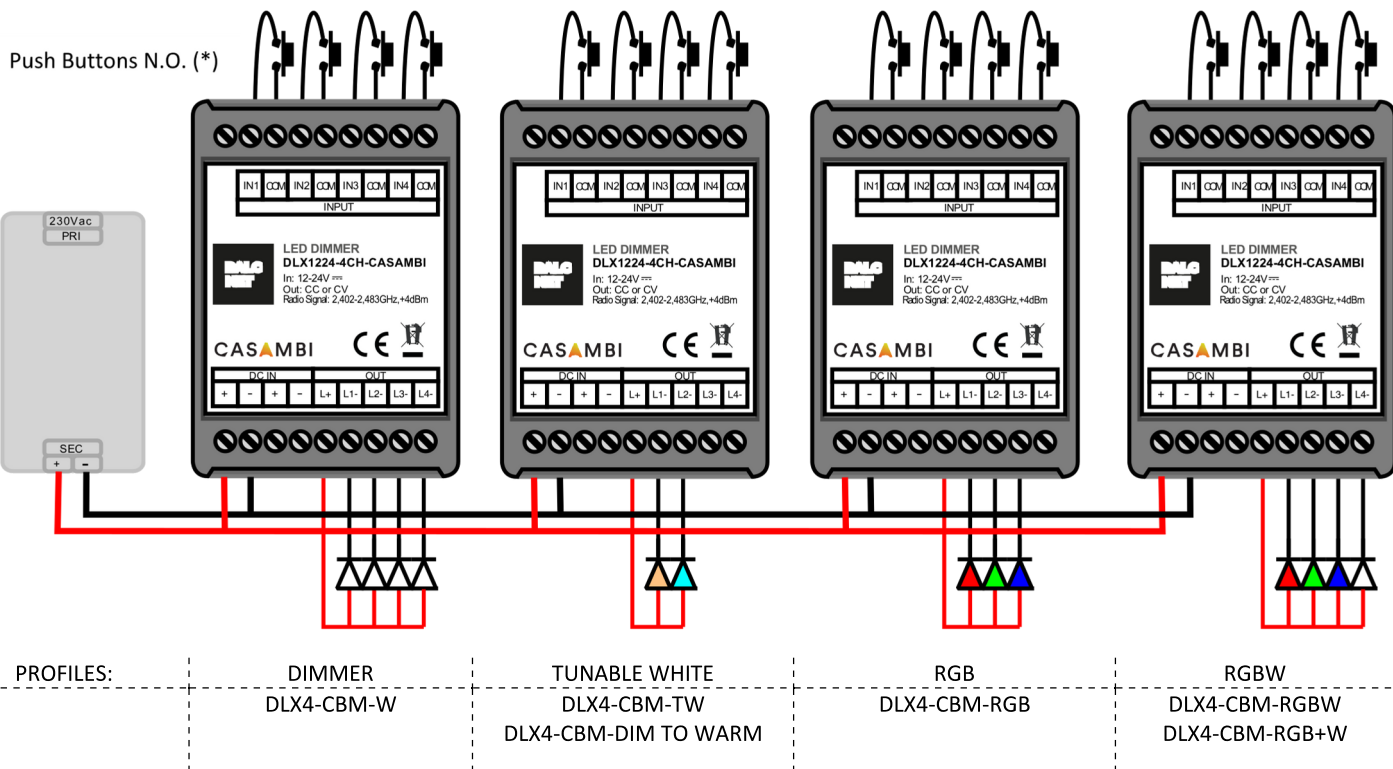 Push Buttons N.O. (*)
230Vac
PRI
SEC
+ -
IN1 COM IN2 COM IN3 COM IN4 COM
INPUT
LED DIMMER
DLX1224-4CH-CASAMBI
In: 12-24V
Out: CC or CV
Radio Signal: 2,402-2,483GHz,+4dBm
CASAMBI CE
DC IN OUT
+ - + - L+ L1- L2- L3- L4-
IN1 COM IN2 COM IN3 COM IN4 COM
INPUT
LED DIMMER
DLX1224-4CH-CASAMBI
In: 12-24V
Out: CC or CV
Radio Signal: 2,402-2,483GHz,+4dBm
CASAMBI CE
DC IN OUT
+ - + - L+ L1- L2- L3- L4-
IN1 COM IN2 COM IN3 COM IN4 COM
INPUT
LED DIMMER
DLX1224-4CH-CASAMBI
In: 12-24V
Out: CC or CV
Radio Signal: 2,402-2,483GHz,+4dBm
CASAMBI CE
DC IN OUT
+ - + - L+ L1- L2- L3- L4-
IN1 COM IN2 COM IN3 COM IN4 COM
INPUT
LED DIMMER
DLX1224-4CH-CASAMBI
In: 12-24V
Out: CC or CV
Radio Signal: 2,402-2,483GHz,+4dBm
CASAMBI CE
DC IN OUT
+ - + - L+ L1- L2- L3- L4-
PROFILES: DIMMER TUNABLE WHITE RGB RGBW
DLX4-CBM-W DLX4-CBM-TW DLX4-CBM-RGB DLX4-CBM-RGBW
DLX4-CBM-DIM TO WARM DLX4-CBM-RGB+W